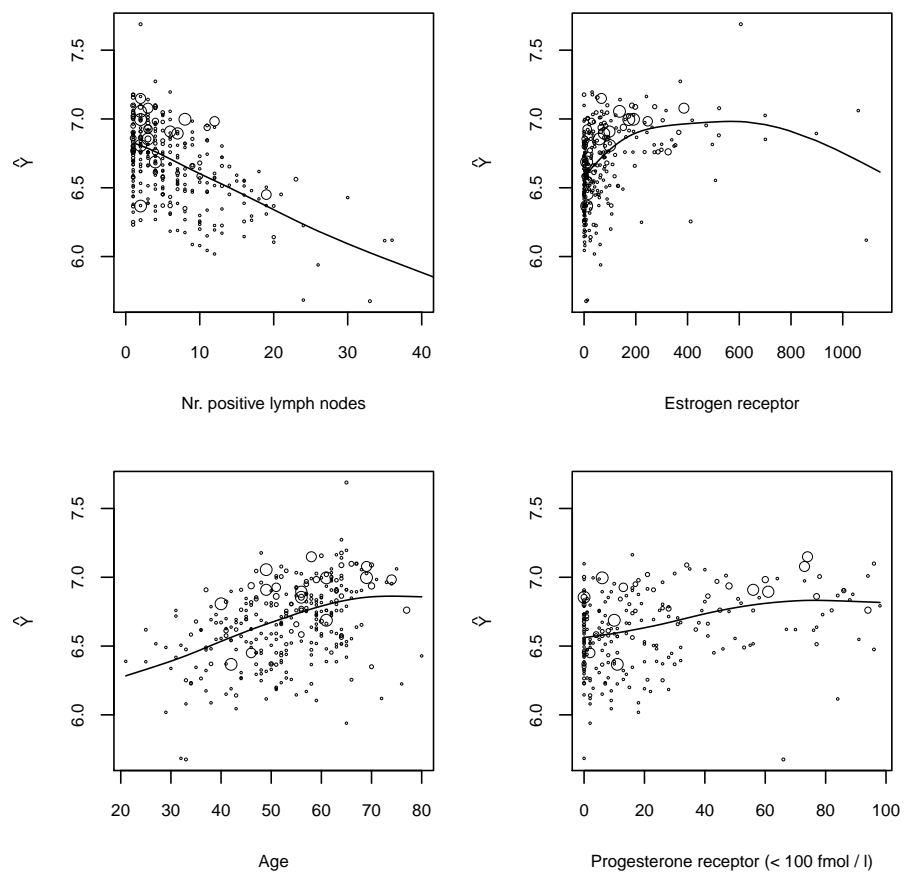 7.5
7.0
6.5
6.0
Ŷ
0 10 20 30 40
Nr. positive lymph nodes
7.5
7.0
6.5
6.0
Ŷ
0 200 400 600 800 1000
Estrogen receptor
7.5
7.0
6.5
6.0
Ŷ
20 30 40 50 60 70 80
Age
7.5
7.0
6.5
6.0
Ŷ
0 20 40 60 80 100
Progesterone receptor (< 100 fmol / l)